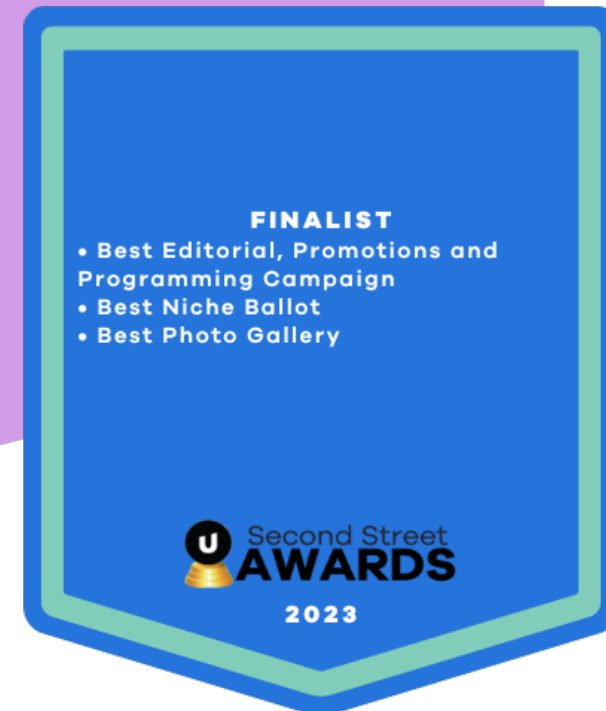 FINALIST
• Best Editorial, Promotions and
Programming Campaign
• Best Niche Ballot
• Best Photo Gallery
U
Second Street
AWARDS
2023